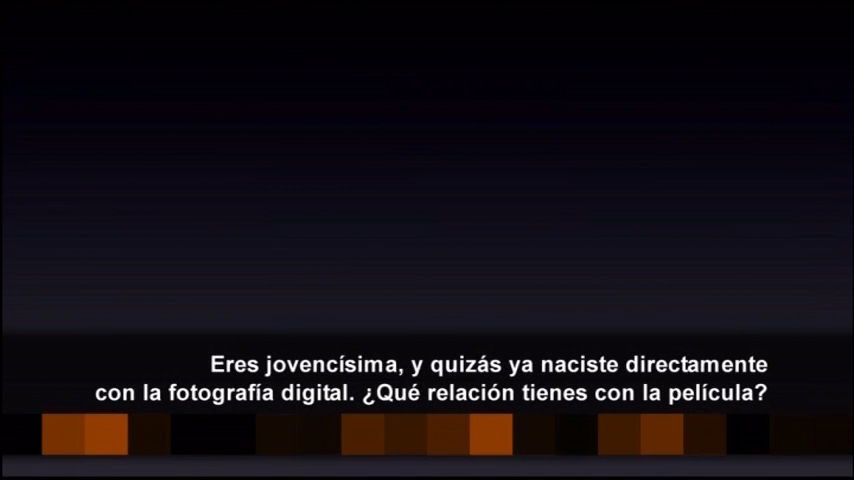 Eres jovencísima, y quizás ya naciste directamente
con la fotografía digital. ¿Qué relación tienes con la película?